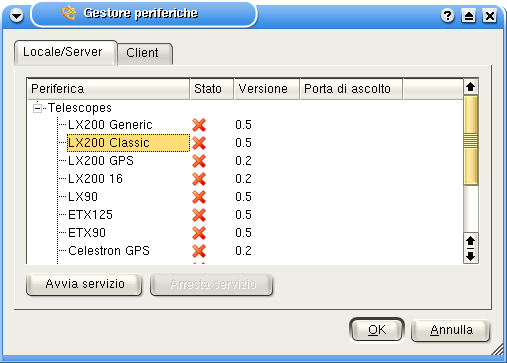 Gestore periferiche
Locale/Server Client
Periferica Stato Versione Porta di ascolto
Telescopes
LX200 Generic 0.5
LX200 Classic 0.5
LX200 GPS 0.2
LX200 16 0.2
LX90 0.5
ETX125 0.5
ETX90 0.5
Celestron GPS 0.2
Avvia servizio Arresta servizio
OK Annulla